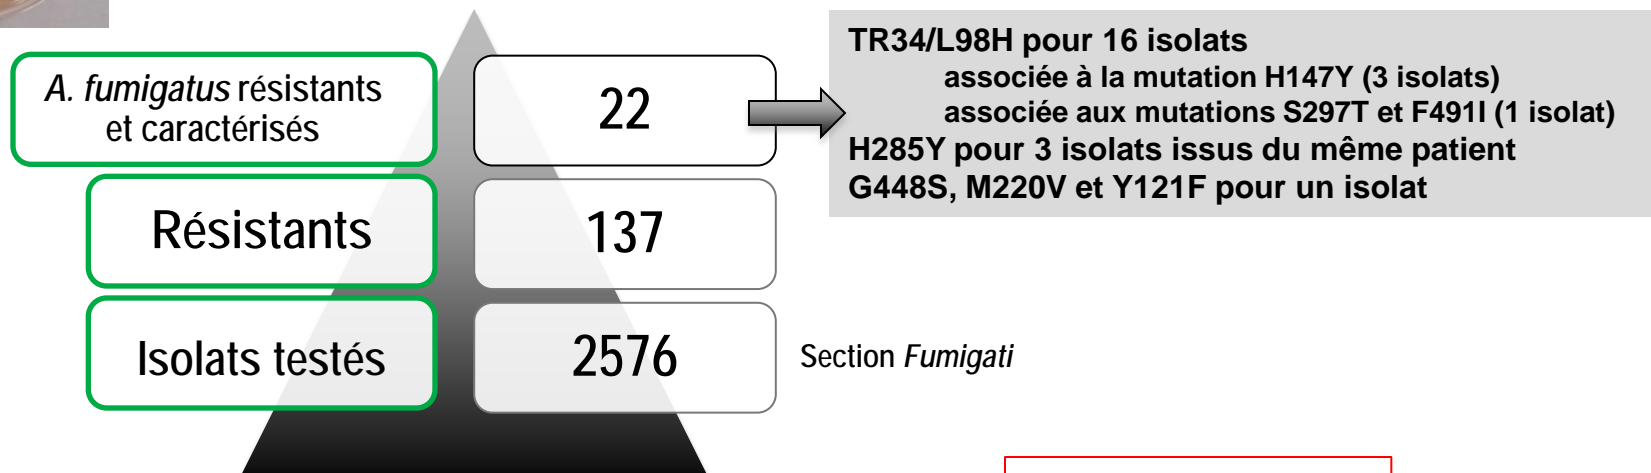 A. fumigatus résistants
et caractérisés
22
TR34/L98H pour 16 isolats
associée à la mutation H147Y (3 isolats)
associée aux mutations S297T et F491I (1 isolat)
H285Y pour 3 isolats issus du même patient
G448S, M220V et Y121F pour un isolat
Résistants
137
Isolats testés
2576
Section Fumigati